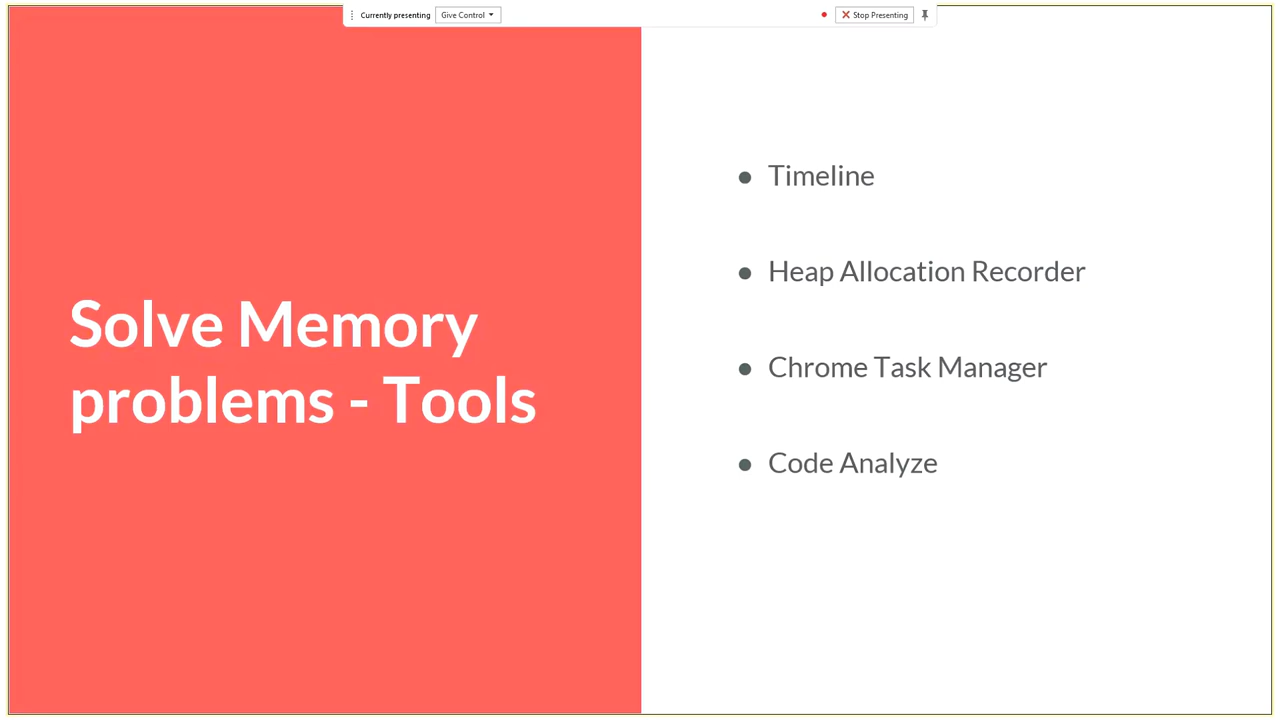 Currently presenting Give Control Stop Presenting
Solve Memory
problems - Tools
• Timeline
• Heap Allocation Recorder
• Chrome Task Manager
• Code Analyze